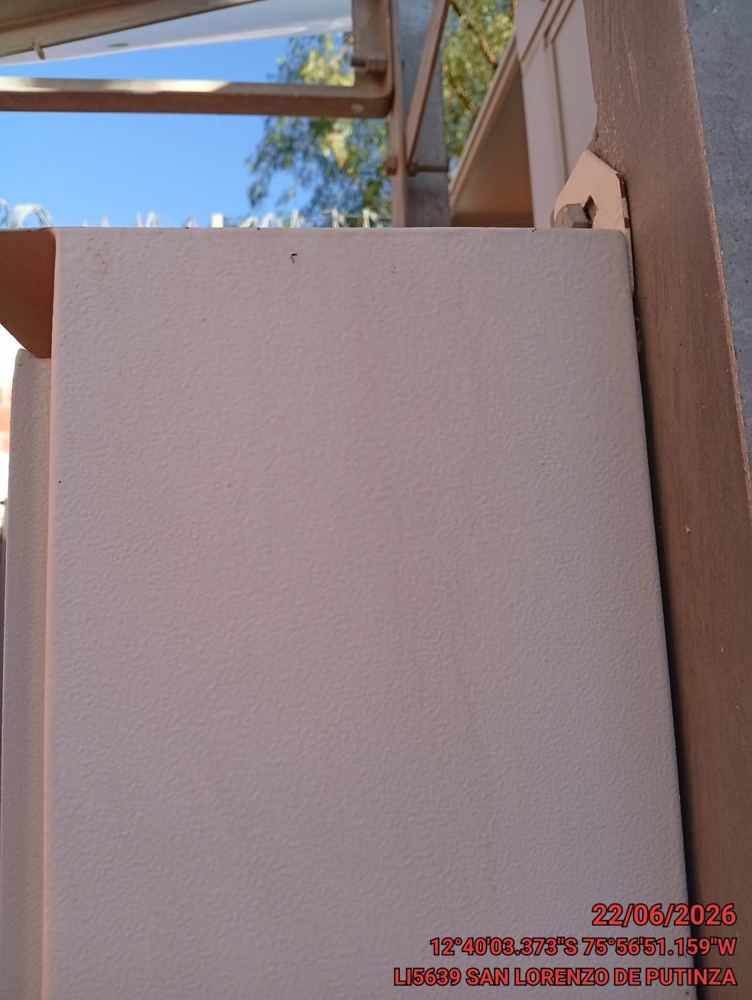 22/06/2026
12°40'03.373"S 75°56'51.159"W
LI5639 SAN LORENZO DE PUTINZA